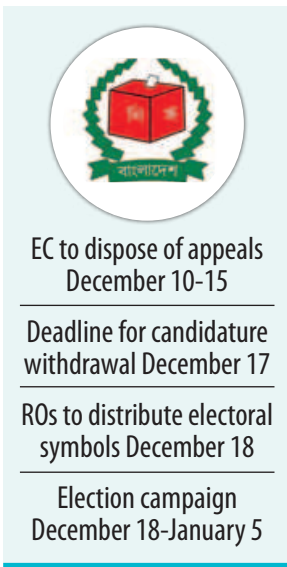 বাংলাদেশ
EC to dispose of appeals
December 10-15
Deadline for candidature
withdrawal December 17
ROs to distribute electoral
symbols December 18
Election campaign
December 18-January 5